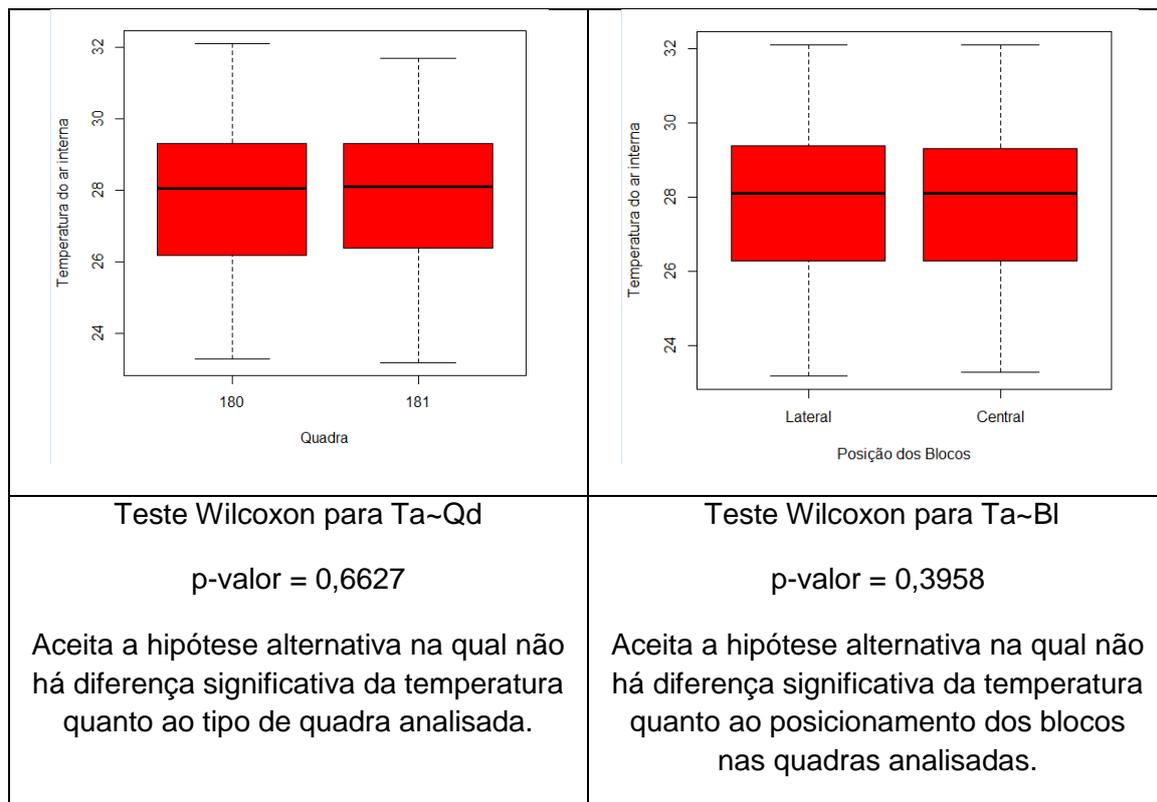 Temperatura do ar interna
32
30
28
26
24
180
181
Quadra
Temperatura do ar interna
32
30
28
26
24
Lateral
Central
Posição dos Blocos
Teste Wilcoxon para Ta~Qd
p-valor = 0,6627
Aceita a hipótese alternativa na qual não
há diferença significativa da temperatura
quanto ao tipo de quadra analisada.
Teste Wilcoxon para Ta~Bl
p-valor = 0,3958
Aceita a hipótese alternativa na qual não
há diferença significativa da temperatura
quanto ao posicionamento dos blocos
nas quadras analisadas.